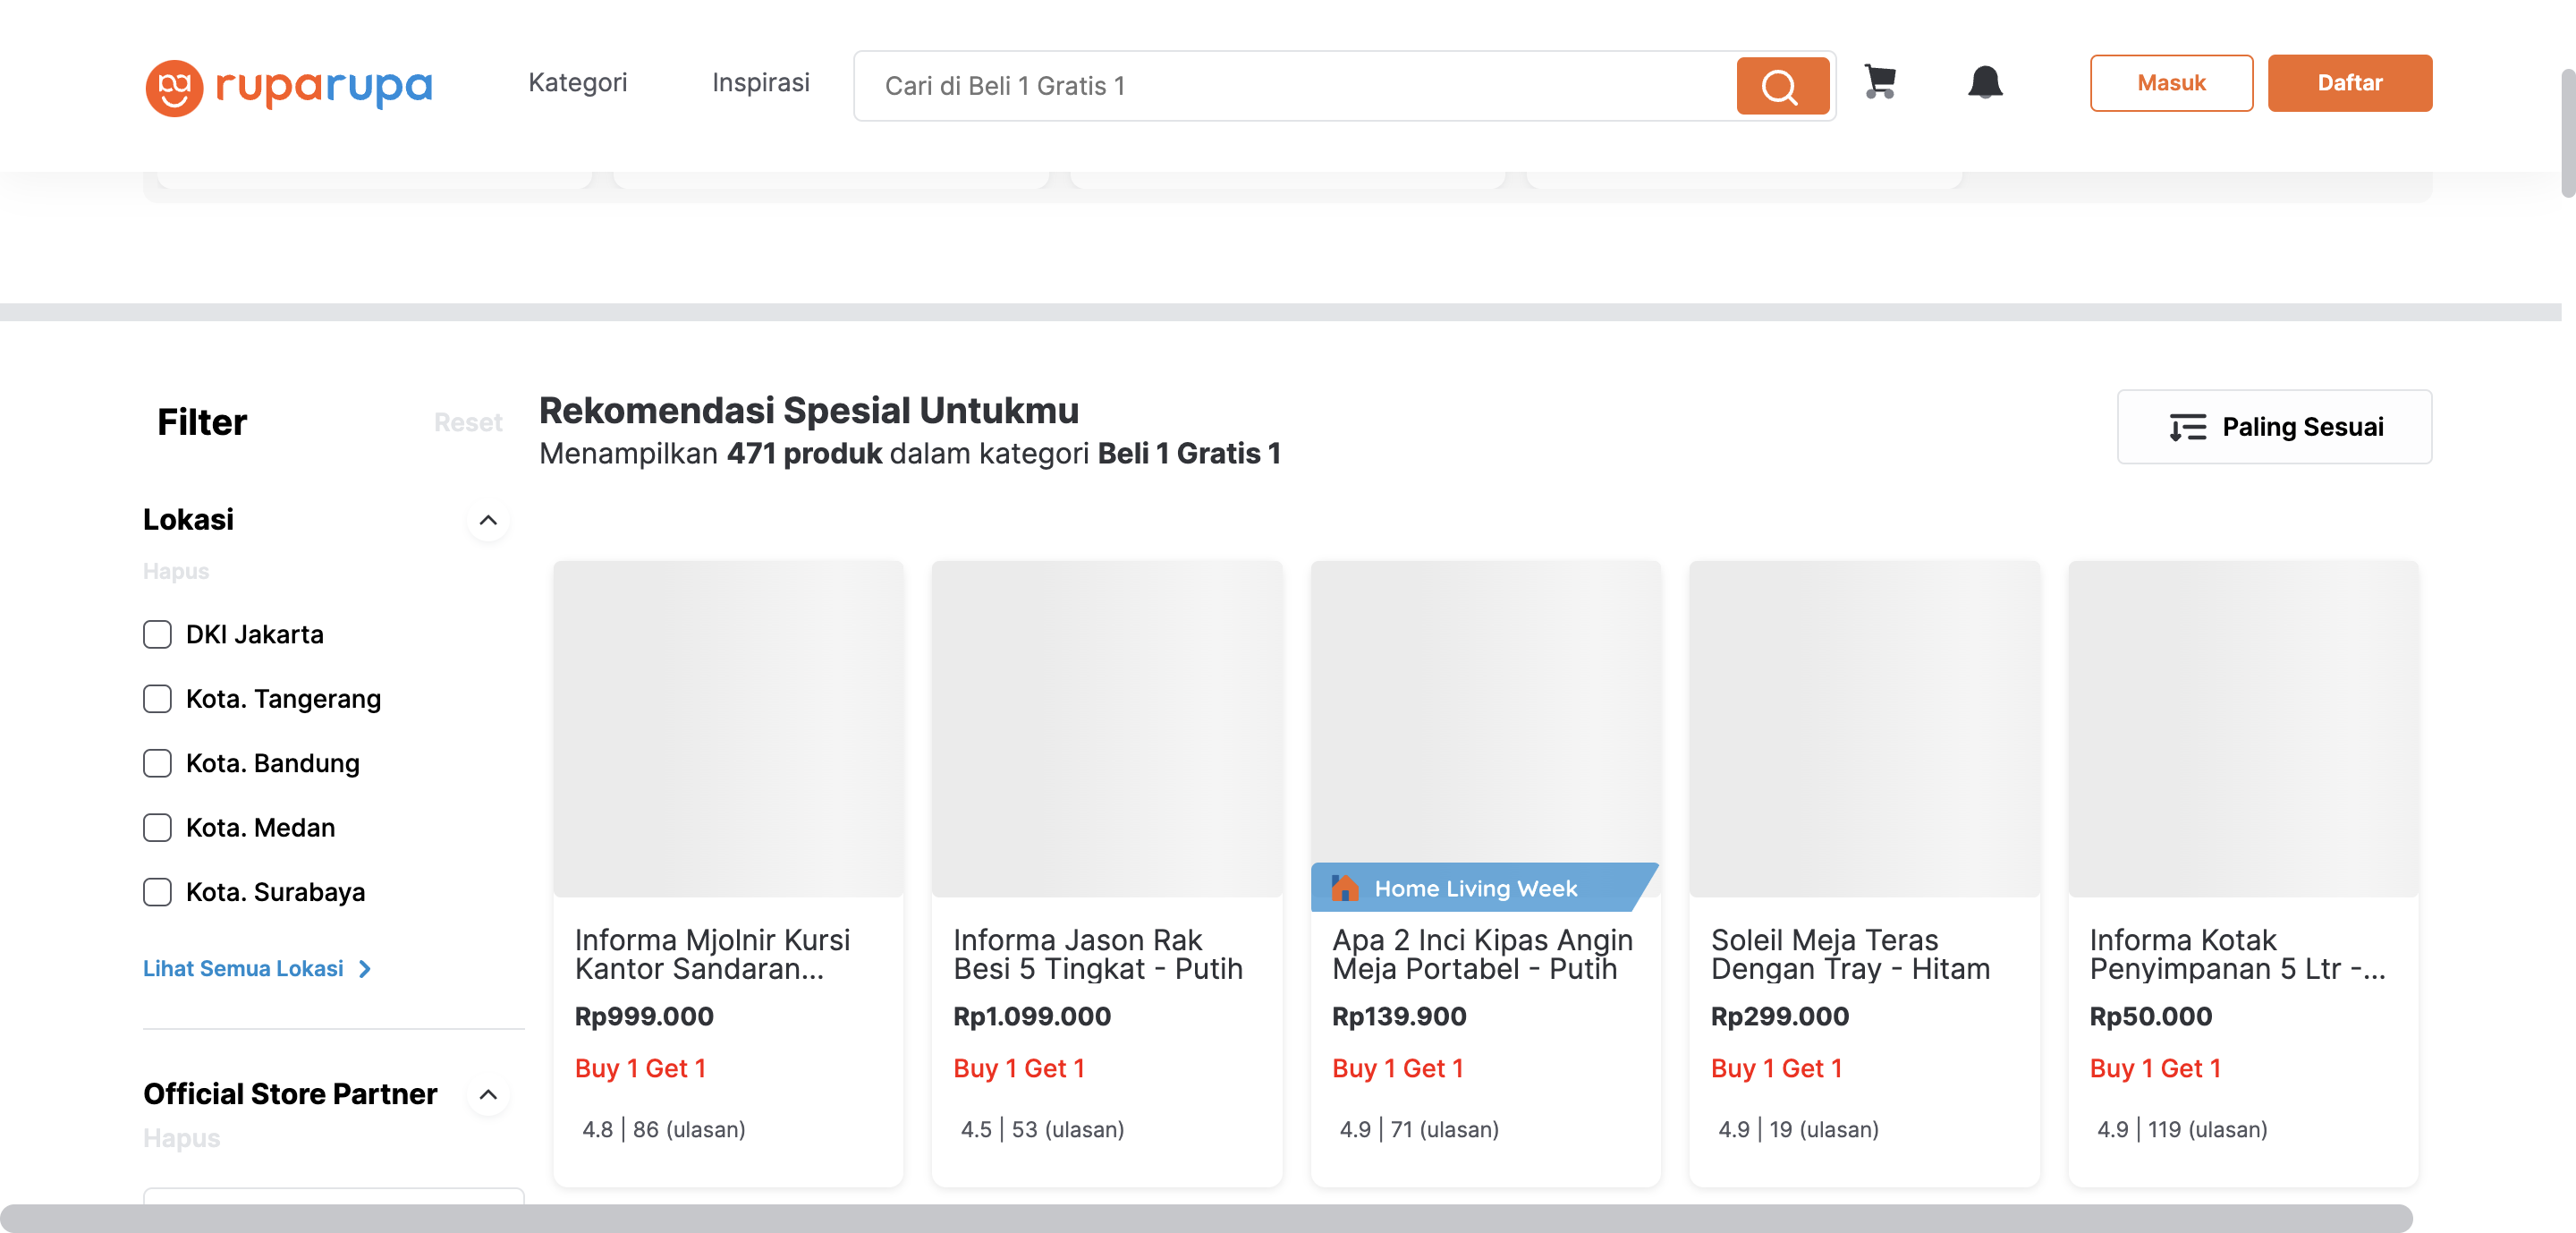 ruparupa
Kategori
Inspirasi
Cari di Beli 1 Gratis 1
Masuk
Daftar
Filter
Reset
Lokasi
Hapus
DKI Jakarta
Kota. Tangerang
Kota. Bandung
Kota. Medan
Kota. Surabaya
Lihat Semua Lokasi
Official Store Partner
Hapus
Rekomendasi Spesial Untukmu
Menampilkan 471 produk dalam kategori Beli 1 Gratis 1
Paling Sesuai
Informa Mjolnir Kursi
Kantor Sandaran...
Rp999.000
Buy 1 Get 1
4.8 | 86 (ulasan)
Informa Jason Rak
Besi 5 Tingkat - Putih
Rp1.099.000
Buy 1 Get 1
4.5 | 53 (ulasan)
Home Living Week
Apa 2 Inci Kipas Angin
Meja Portabel - Putih
Rp139.900
Buy 1 Get 1
4.9 | 71 (ulasan)
Soleil Meja Teras
Dengan Tray - Hitam
Rp299.000
Buy 1 Get 1
4.9 | 19 (ulasan)
Informa Kotak
Penyimpanan 5 Ltr -...
Rp50.000
Buy 1 Get 1
4.9 | 119 (ulasan)